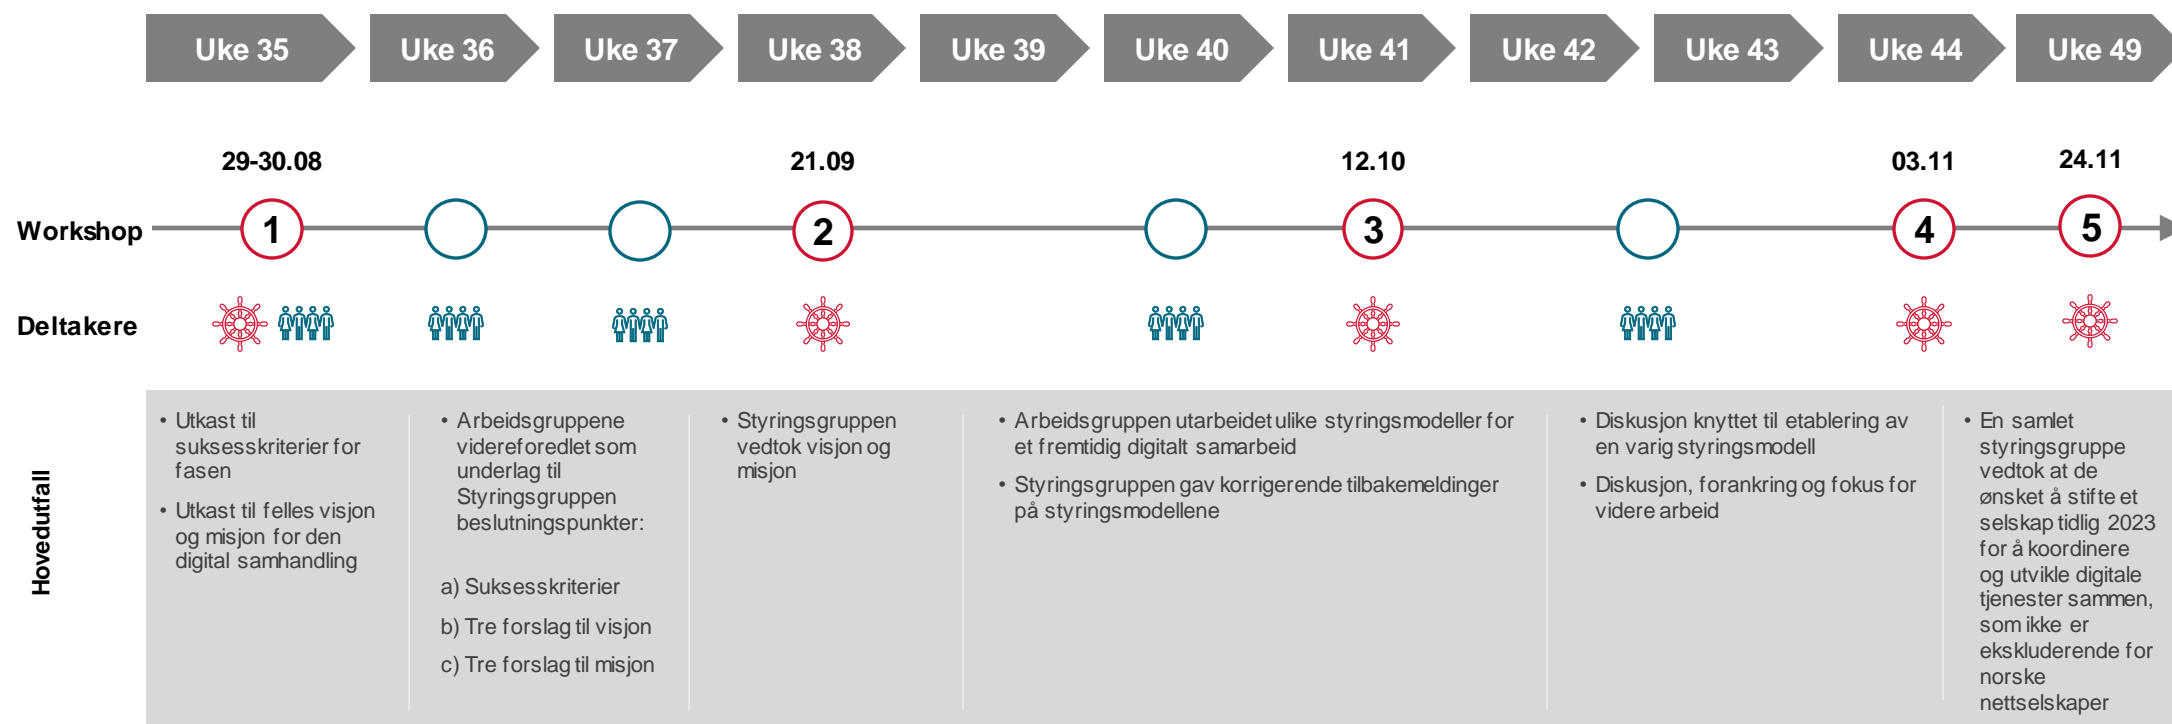 Uke 35
Uke 36
Uke 37
Uke 38
Uke 39
Uke 40
Uke 41
Uke 42
Uke 43
Uke 44
Uke 49
29-30.08
21.09
12.10
03.11
24.11
Workshop
1
2
3
4
5
Deltakere
Hovedutfall
• Utkast til
suksesskriterier for
fasen
• Utkast til felles visjon
og misjon for den
digital samhandling
• Arbeidsgruppene
videreforedlet som
underlag til
Styringsgruppen
beslutningspunkter:
a) Suksesskriterier
b) Tre forslag til visjon
c) Tre forslag til misjon
• Styringsgruppen
vedtok visjon og
misjon
• Arbeidsgruppen utarbeidet ulike styringsmodeller for
et fremtidig digitalt samarbeid
• Styringsgruppen gav korrigerende tilbakemeldinger
på styringsmodellene
• Diskusjon knyttet til etablering av
en varig styringsmodell
• Diskusjon, forankring og fokus for
videre arbeid
• En samlet
styringsgruppe
vedtok at de
ønsket å stifte et
selskap tidlig 2023
for å koordinere
og utvikle digitale
tjenester sammen,
som ikke er
ekskluderende for
norske
nettselskaper